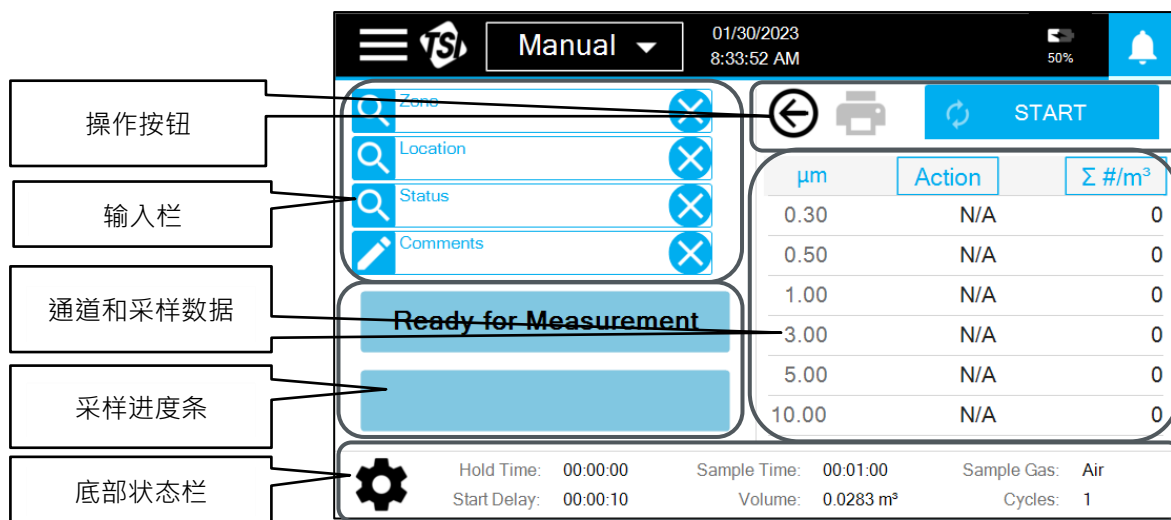 TSI Manual 01/30/2023
8:33:52 AM
50%
操作按钮
输入栏
通道和采样数据
采样进度条
底部状态栏
Zone
Location
Status
Comments
Ready for Measurement
START
µm Action Σ #/m³
0.30 N/A 0
0.50 N/A 0
1.00 N/A 0
3.00 N/A 0
5.00 N/A 0
10.00 N/A 0
Hold Time: 00:00:00 Sample Time: 00:01:00 Sample Gas: Air
Start Delay: 00:00:10 Volume: 0.0283 m³ Cycles: 1